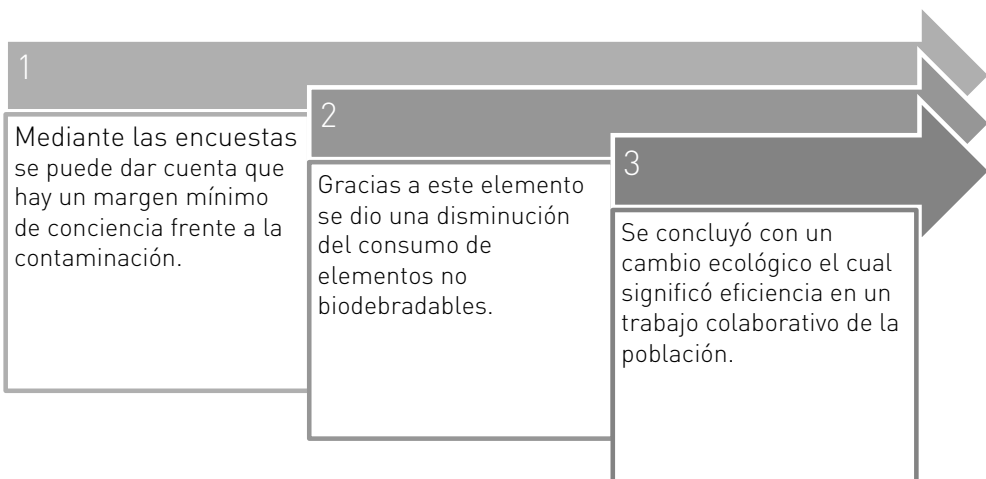 1
Mediante las encuestas
se puede dar cuenta que
hay un margen mínimo
de conciencia frente a la
contaminación.
2
Gracias a este elemento
se dio una disminución
del consumo de
elementos no
biodebradables.
3
Se concluyó con un
cambio ecológico el cual
significó eficiencia en un
trabajo colaborativo de la
población.